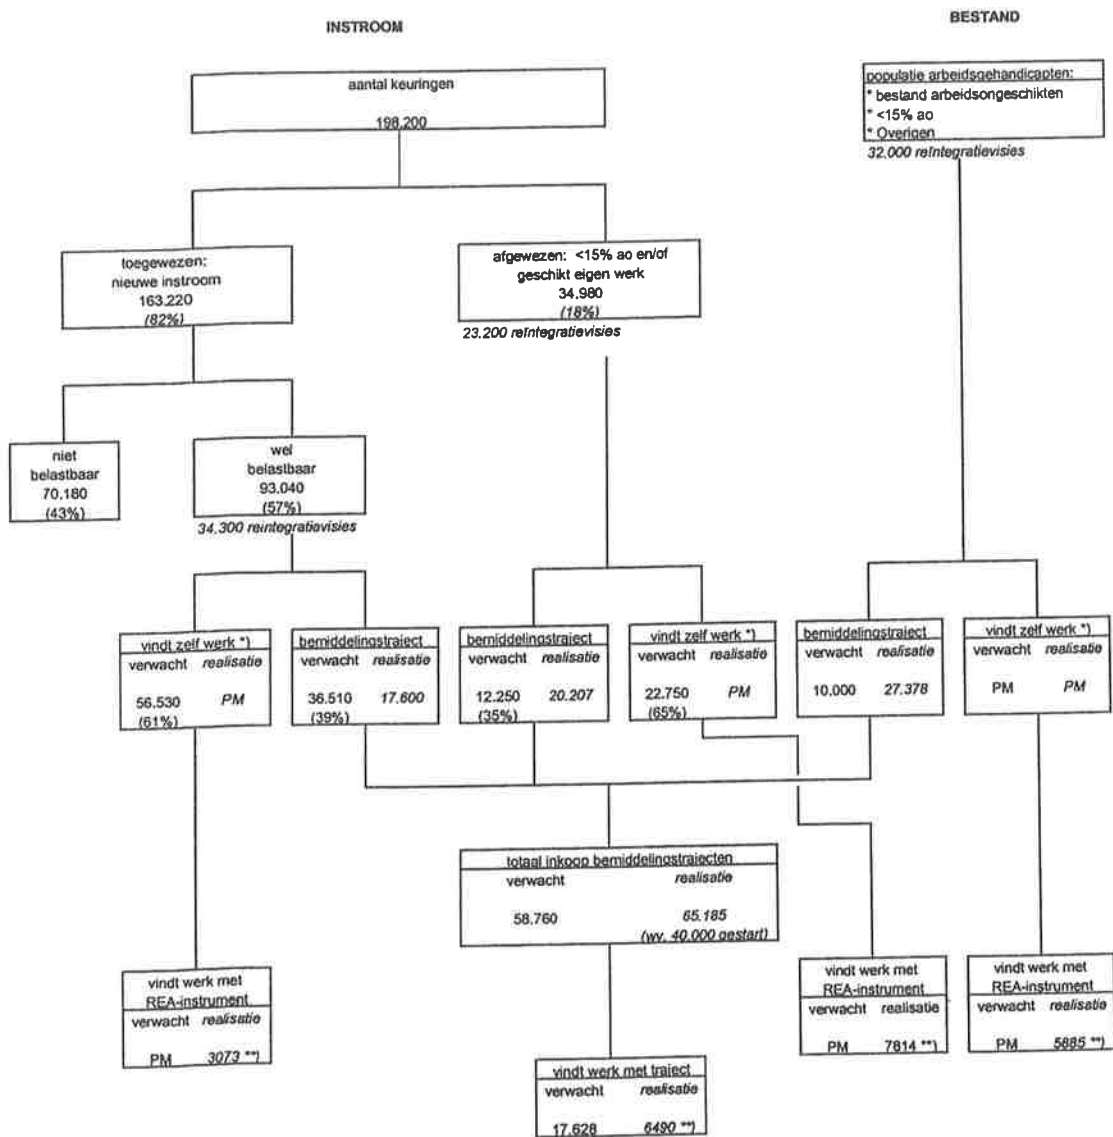 INSTROOM
BESTAND
aantal keuringen
198.200
populatie arbeidsgehandicapten:
* bestand arbeidsongeschikten
* <15% ao
* Overigen
32.000 reïntegratievisies
toegewezen:
nieuwe instroom
163.220
(82%)
afgewezen: <15% ao en/of
geschikt eigen werk
34.980
(18%)
23.200 reïntegratievisies
niet
belastbaar
70.180
(43%)
wel
belastbaar
93.040
(57%)
34.300 reïntegratievisies
vindt zelf werk *)
verwacht realisatie
56.530 PM
(61%)
bemiddelingstraject
verwacht realisatie
36.510 17.600
(39%)
bemiddelingstraject
verwacht realisatie
12.250 20.207
(35%)
vindt zelf werk *)
verwacht realisatie
22.750 PM
(65%)
bemiddelingstraject
verwacht realisatie
10.000 27.378
vindt zelf werk *)
verwacht realisatie
PM PM
totaal inkoop bemiddelingstrajecten
verwacht realisatie
58.760 65.185
(wv. 40.000 gestart)
vindt werk met
REA-instrument
verwacht realisatie
PM 3073 **)
vindt werk met
REA-instrument
verwacht realisatie
PM 7814 **)
vindt werk met
REA-instrument
verwacht realisatie
PM 5885 **)
vindt werk met traject
verwacht realisatie
17.628 6490 **)